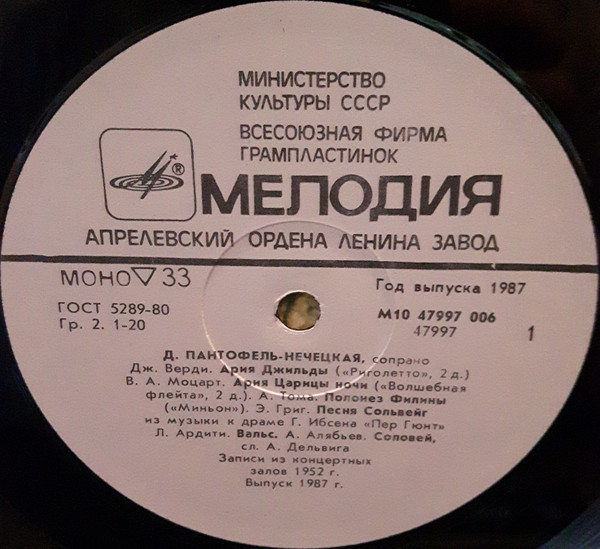 МИНИСТЕРСТВО
КУЛЬТУРЫ СССР
ВСЕСОЮЗНАЯ ФИРМА
ГРАМПЛАСТИНОК
® МЕЛОДИЯ
АПРЕЛЕВСКИЙ ОРДЕНА ЛЕНИНА ЗАВОД
МОНО ▽ 33
Год выпуска 1987
ГОСТ 5289-80
М10 47997 006
Гр. 2. 1-20
47997
1
Д. ПАНТОФЕЛЬ-НЕЧЕЦКАЯ, сопрано
Дж. Верди. Ария Джильды («Риголетто», 2 д.)
В. А. Моцарт. Ария Царицы ночи («Волшебная
флейта», 2 д.). А. Тома. Полонез Филины
(«Миньон»). Э. Григ. Песня Сольвейг
из музыки к драме Г. Ибсена «Пер Гюнт»
Л. Ардити. Вальс. А. Алябьев. Соловей,
сл. А. Дельвига
Записи из концертных
залов 1952 г.
Выпуск 1987 г.